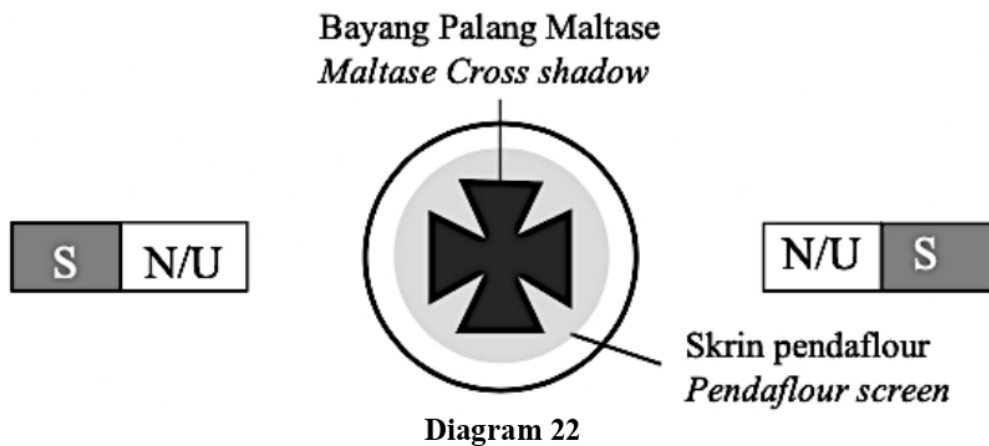 Bayang Palang Maltase
Maltase Cross shadow
S N/U
N/U S
Skrin pendaflour
Pendaflour screen
Diagram 22